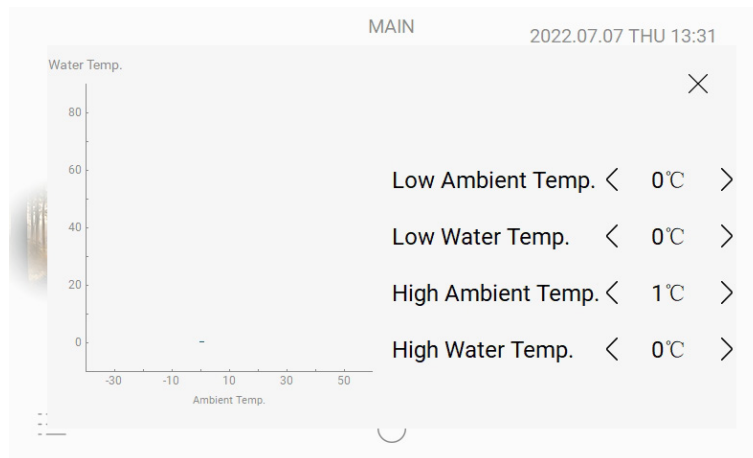 MAIN
2022.07.07 THU 13:31
Water Temp.
80
60
40
20
0
-30 -10 10 30 50
Ambient Temp.
Low Ambient Temp. 0℃
Low Water Temp. 0℃
High Ambient Temp. 1℃
High Water Temp. 0℃